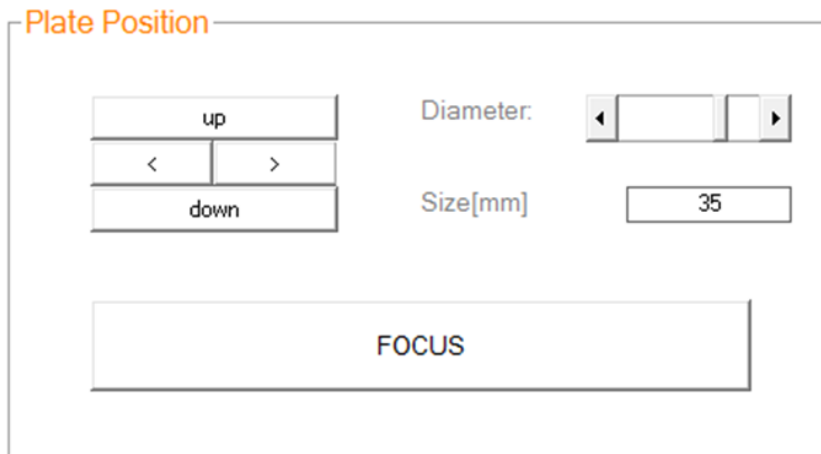 Plate Position
up
Diameter:
< >
down
Size[mm]
35
FOCUS